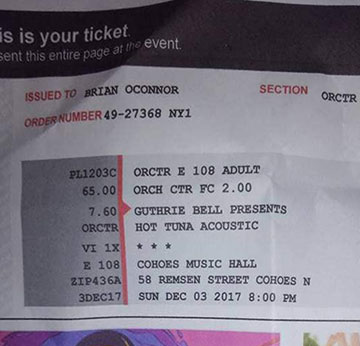 is is your ticket.
sent this entire page at the event.
ISSUED TO BRIAN OCONNOR SECTION ORCTR
ORDER NUMBER 49-27368 NY1
PL1203C ORCTR E 108 ADULT
65.00 ORCH CTR FC 2.00
7.60 GUTHRIE BELL PRESENTS
ORCTR HOT TUNA ACOUSTIC
VI 1X * * *
E 108 COHOES MUSIC HALL
ZIP436A 58 REMSEN STREET COHOES N
3DEC17 SUN DEC 03 2017 8:00 PM